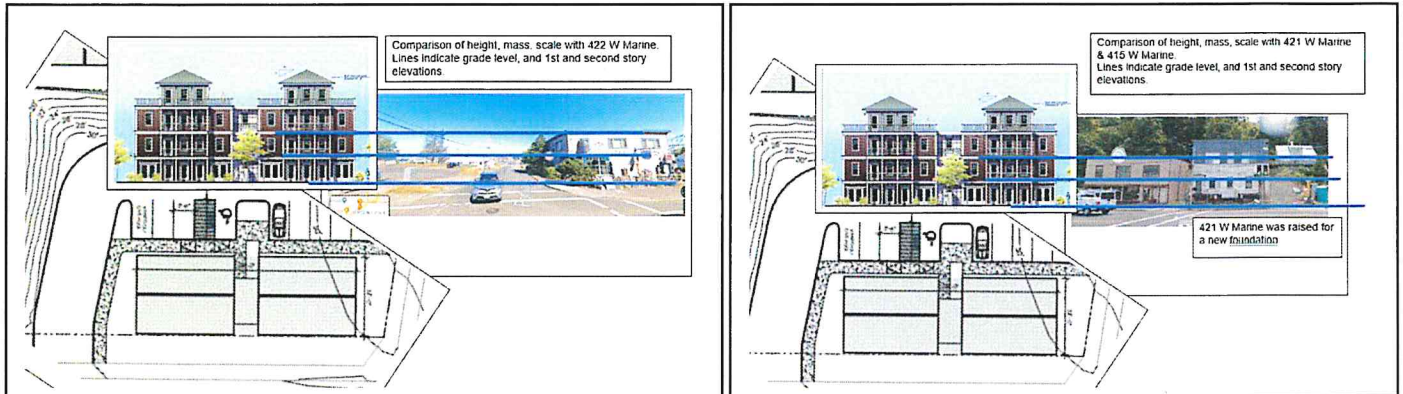 Comparison of height, mass, scale with 422 W Marine.
Lines indicate grade level, and 1st and second story
elevations.
Comparison of height, mass, scale with 421 W Marine
& 415 W Marine.
Lines indicate grade level, and 1st and second story
elevations.
421 W Marine was raised for
a new foundation